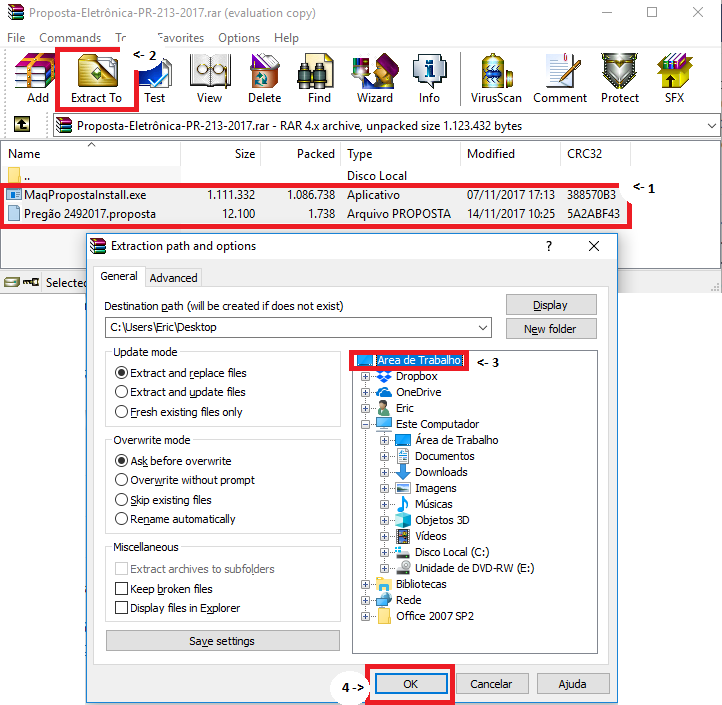 Proposta-Eletrônica-PR-213-2017.rar (evaluation copy)
File Commands To Favorites Options Help
<- 2
Add Extract To Test View Delete Find Wizard Info VirusScan Comment Protect SFX
Proposta-Eletrônica-PR-213-2017.rar - RAR 4.x archive, unpacked size 1.123.432 bytes
Name Size Packed Type Modified CRC32
.. Disco Local
<- 1
MaqPropostaInstall.exe 1.111.332 1.086.738 Aplicativo 07/11/2017 17:13 388570B3
Pregão 2492017.proposta 12.100 1.738 Arquivo PROPOSTA 14/11/2017 10:25 5A2ABF43
Selected
Extraction path and options ?
General Advanced
Destination path (will be created if does not exist)
C:\Users\Eric\Desktop
Display
New folder
Update mode
Extract and replace files
Extract and update files
Fresh existing files only
Overwrite mode
Ask before overwrite
Overwrite without prompt
Skip existing files
Rename automatically
Miscellaneous
Extract archives to subfolders
Keep broken files
Display files in Explorer
Save settings
Área de Trabalho <- 3
Dropbox
OneDrive
Eric
Este Computador
Área de Trabalho
Documentos
Downloads
Imagens
Músicas
Objetos 3D
Vídeos
Disco Local (C:)
Unidade de DVD-RW (E:)
Bibliotecas
Rede
Office 2007 SP2
4 -> OK Cancelar Ajuda